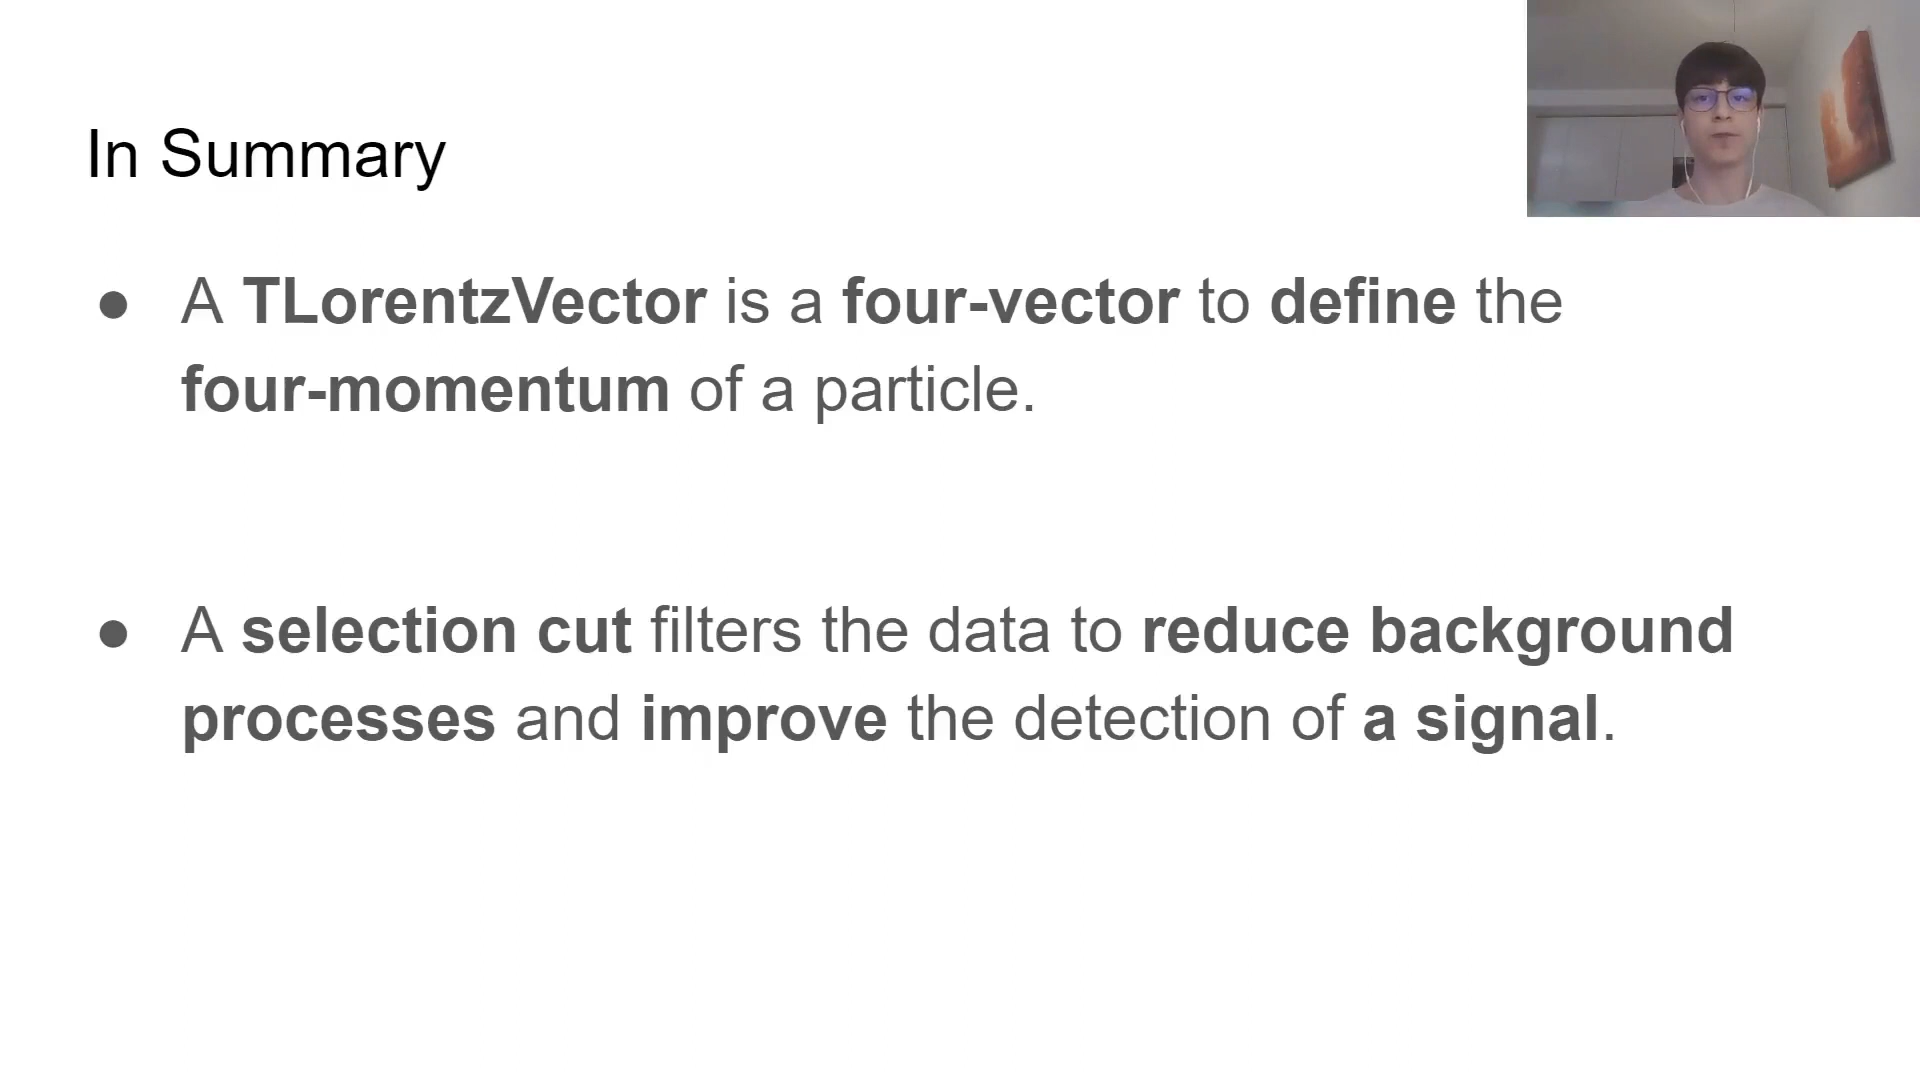 In Summary
● A TLorentzVector is a four-vector to define the
four-momentum of a particle.
● A selection cut filters the data to reduce background
processes and improve the detection of a signal.